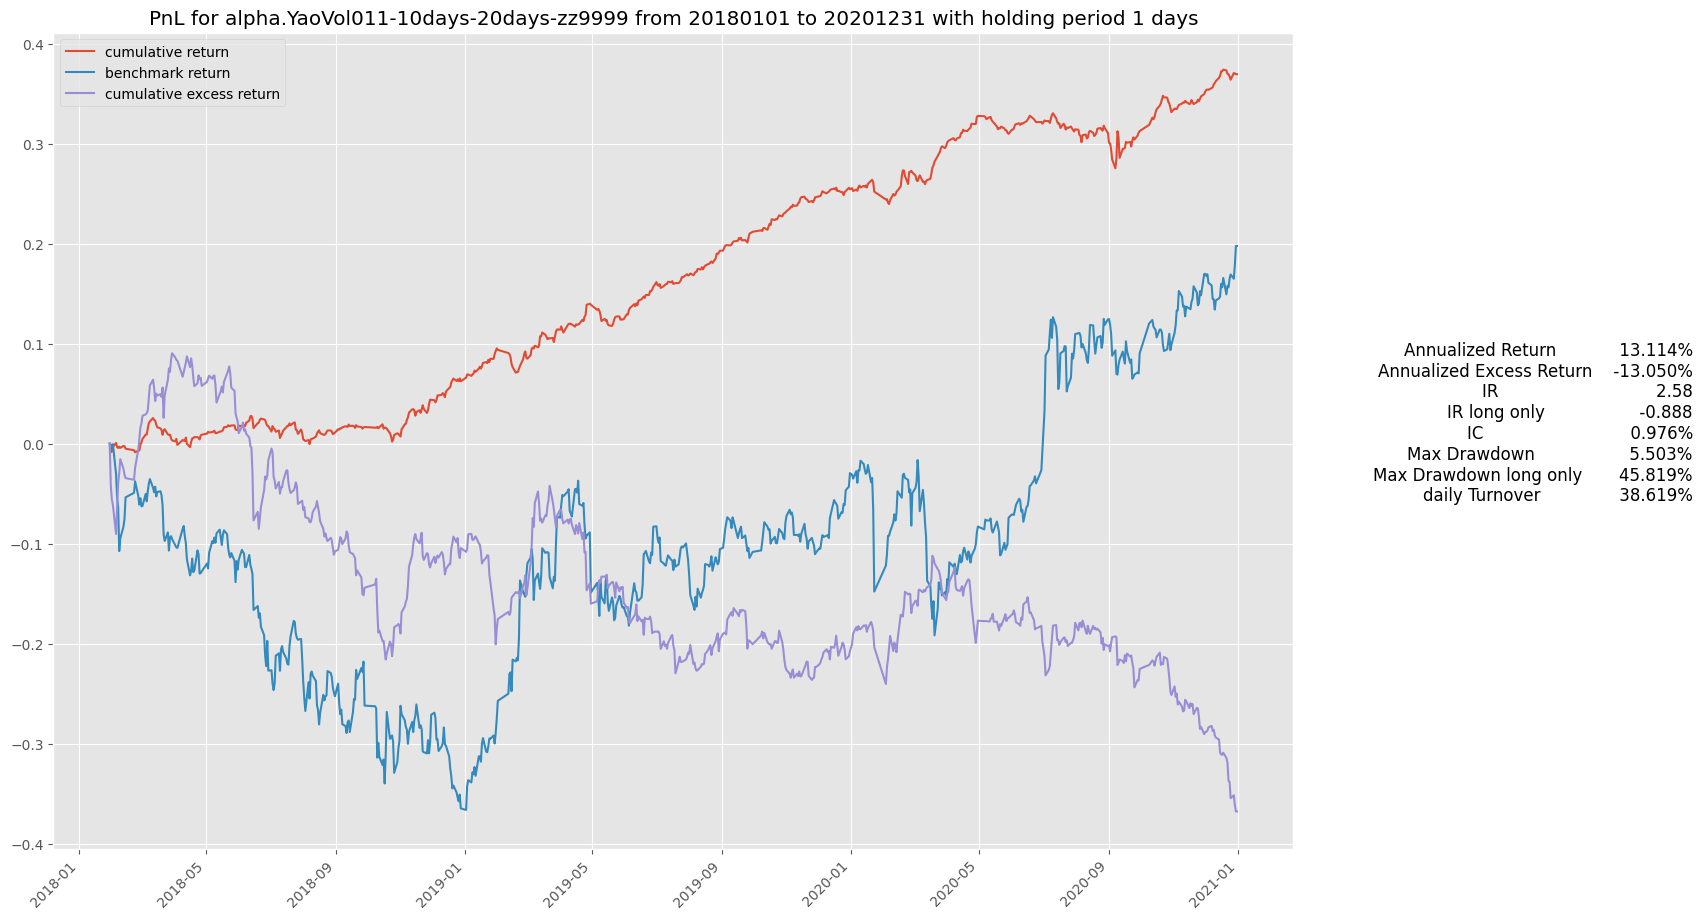 PnL for alpha.YaoVol011-10days-20days-zz9999 from 20180101 to 20201231 with holding period 1 days
cumulative return
benchmark return
cumulative excess return
0.4
0.3
0.2
0.1
0.0
−0.1
−0.2
−0.3
−0.4
2018-01
2018-05
2018-09
2019-01
2019-05
2019-09
2020-01
2020-05
2020-09
2021-01
Annualized Return 13.114%
Annualized Excess Return -13.050%
IR 2.58
IR long only -0.888
IC 0.976%
Max Drawdown 5.503%
Max Drawdown long only 45.819%
daily Turnover 38.619%